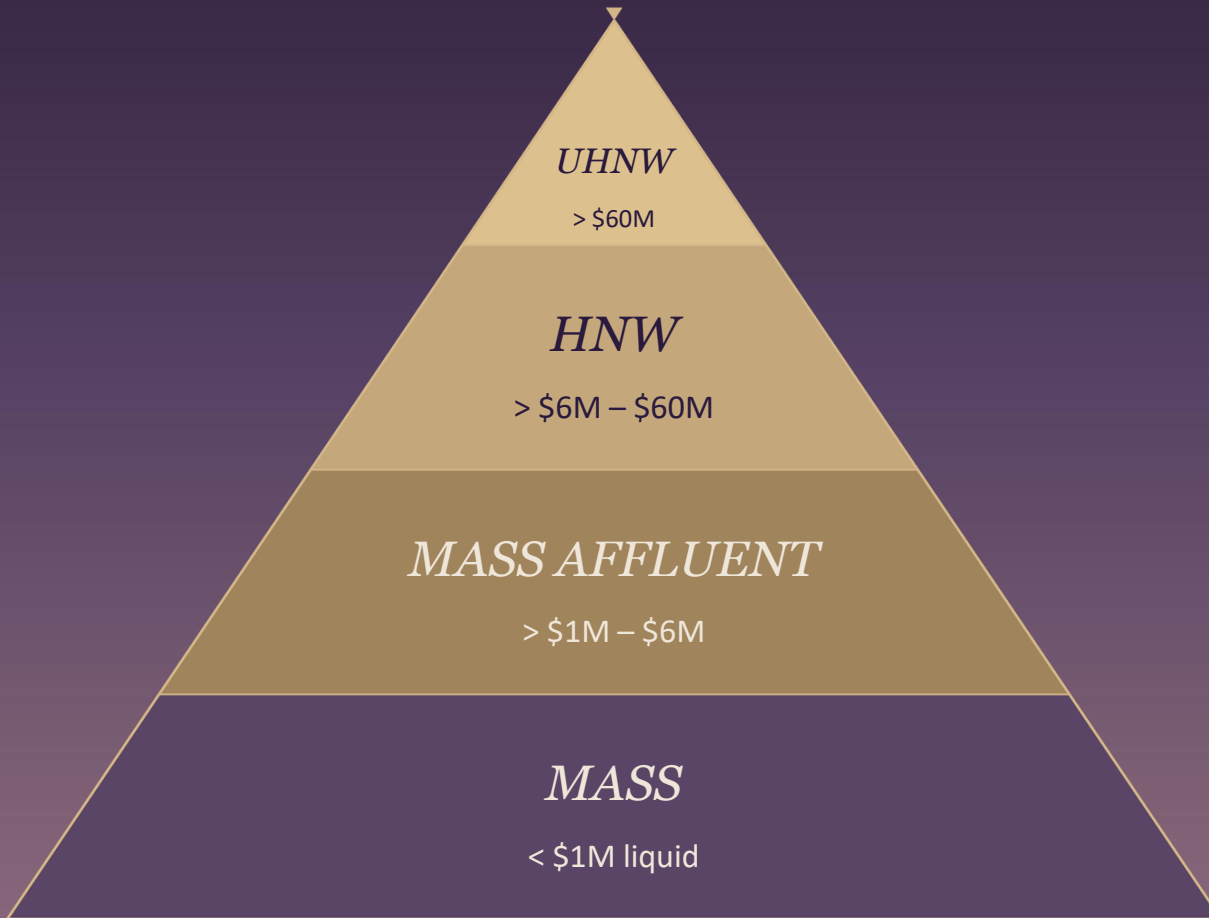 UHNW
> $60M
HNW
> $6M – $60M
MASS AFFLUENT
> $1M – $6M
MASS
< $1M liquid